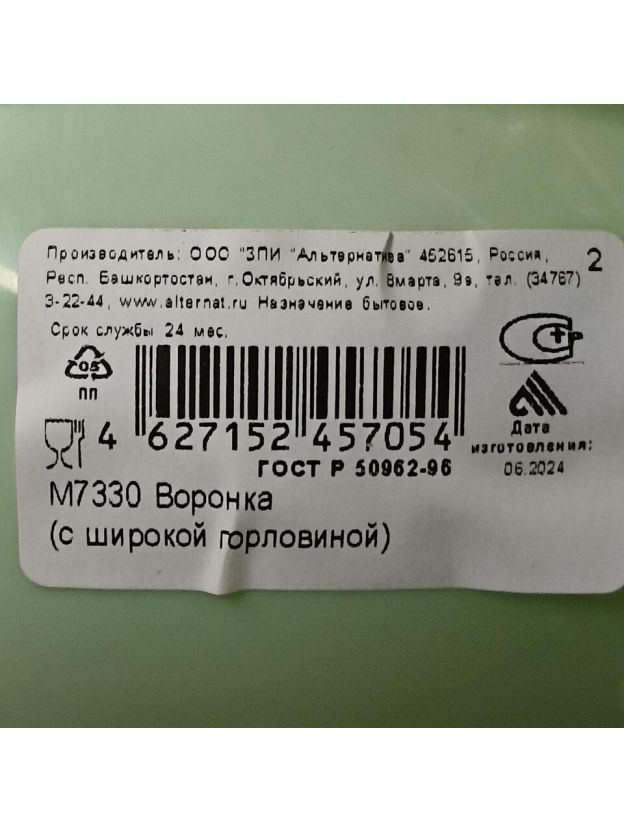 Производитель: ООО "ЗПИ "Альтернатива" 452615, Россия,
Респ. Башкортостан, г.Октябрьский, ул. 8марта, 9а, тел. (34767)
3-22-44, www.alternat.ru Назначение бытовое.
2
Срок службы 24 мес.
05
ПП
4 627152 457054
ГОСТ Р 50962-96
Дата
изготовления:
06.2024
М7330 Воронка
(с широкой горловиной)